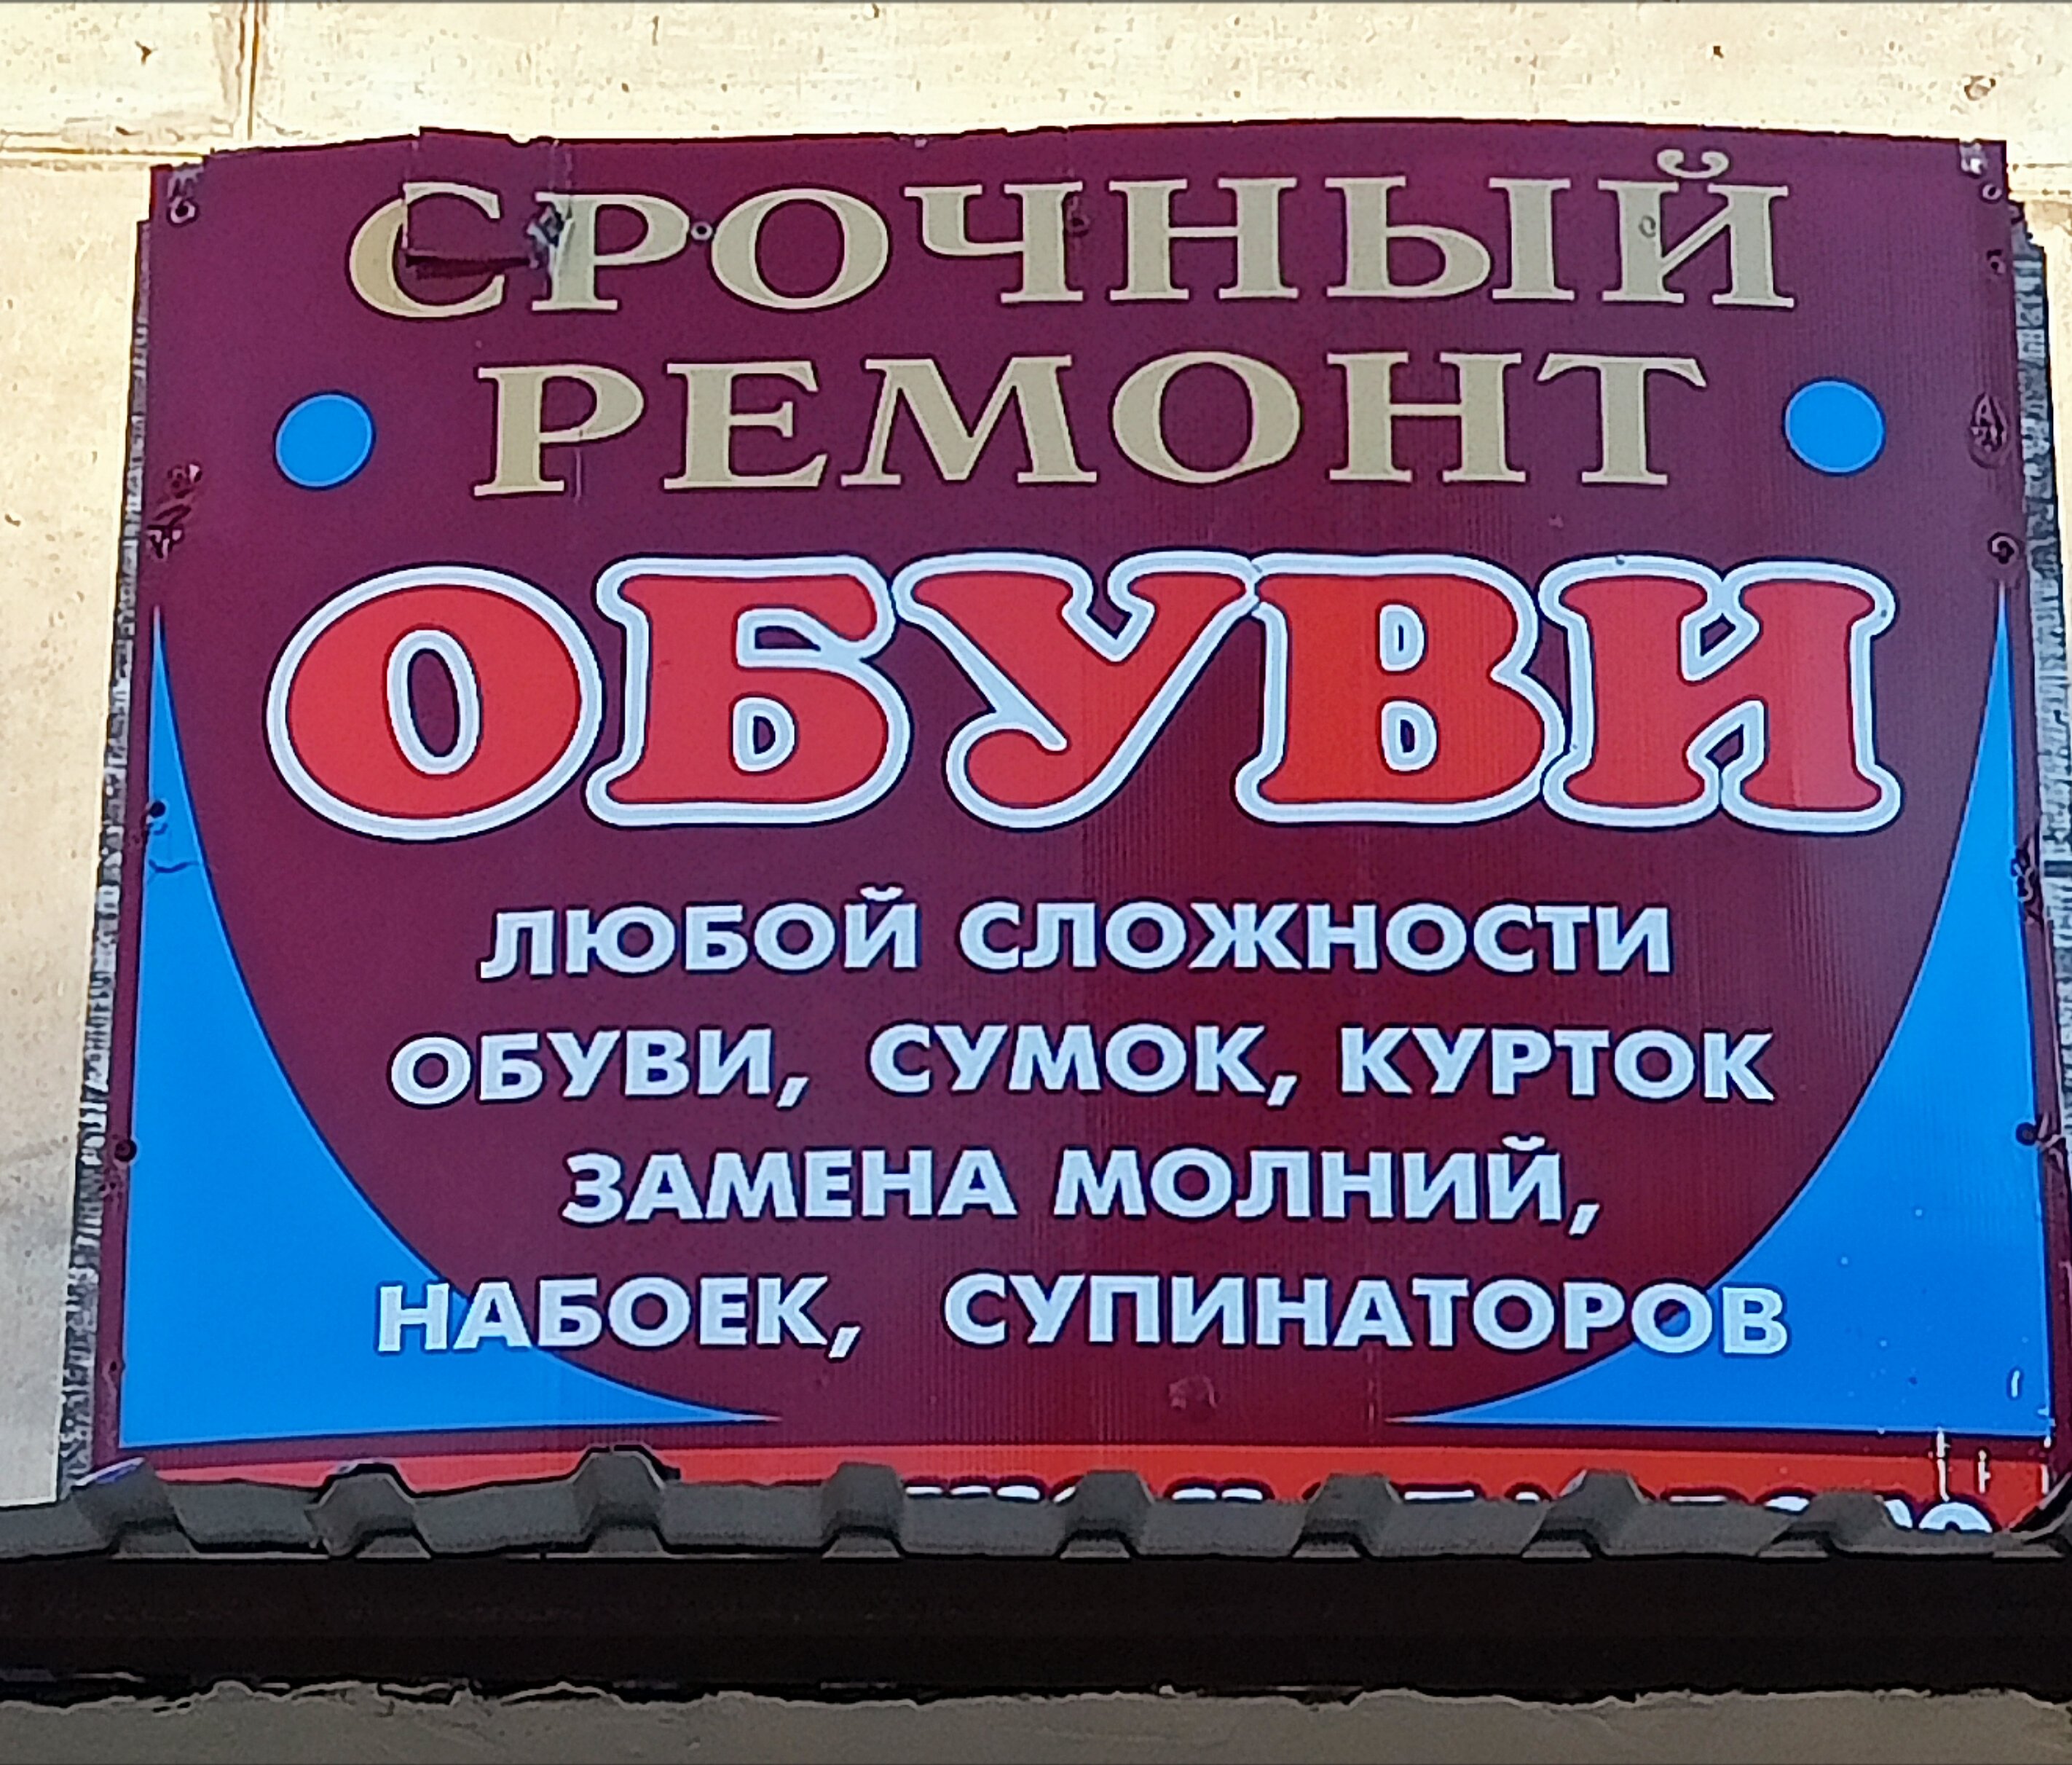 СРОЧНЫЙ
РЕМОНТ
ОБУВИ
ЛЮБОЙ СЛОЖНОСТИ
ОБУВИ, СУМОК, КУРТОК
ЗАМЕНА МОЛНИЙ,
НАБОЕК, СУПИНАТОРОВ